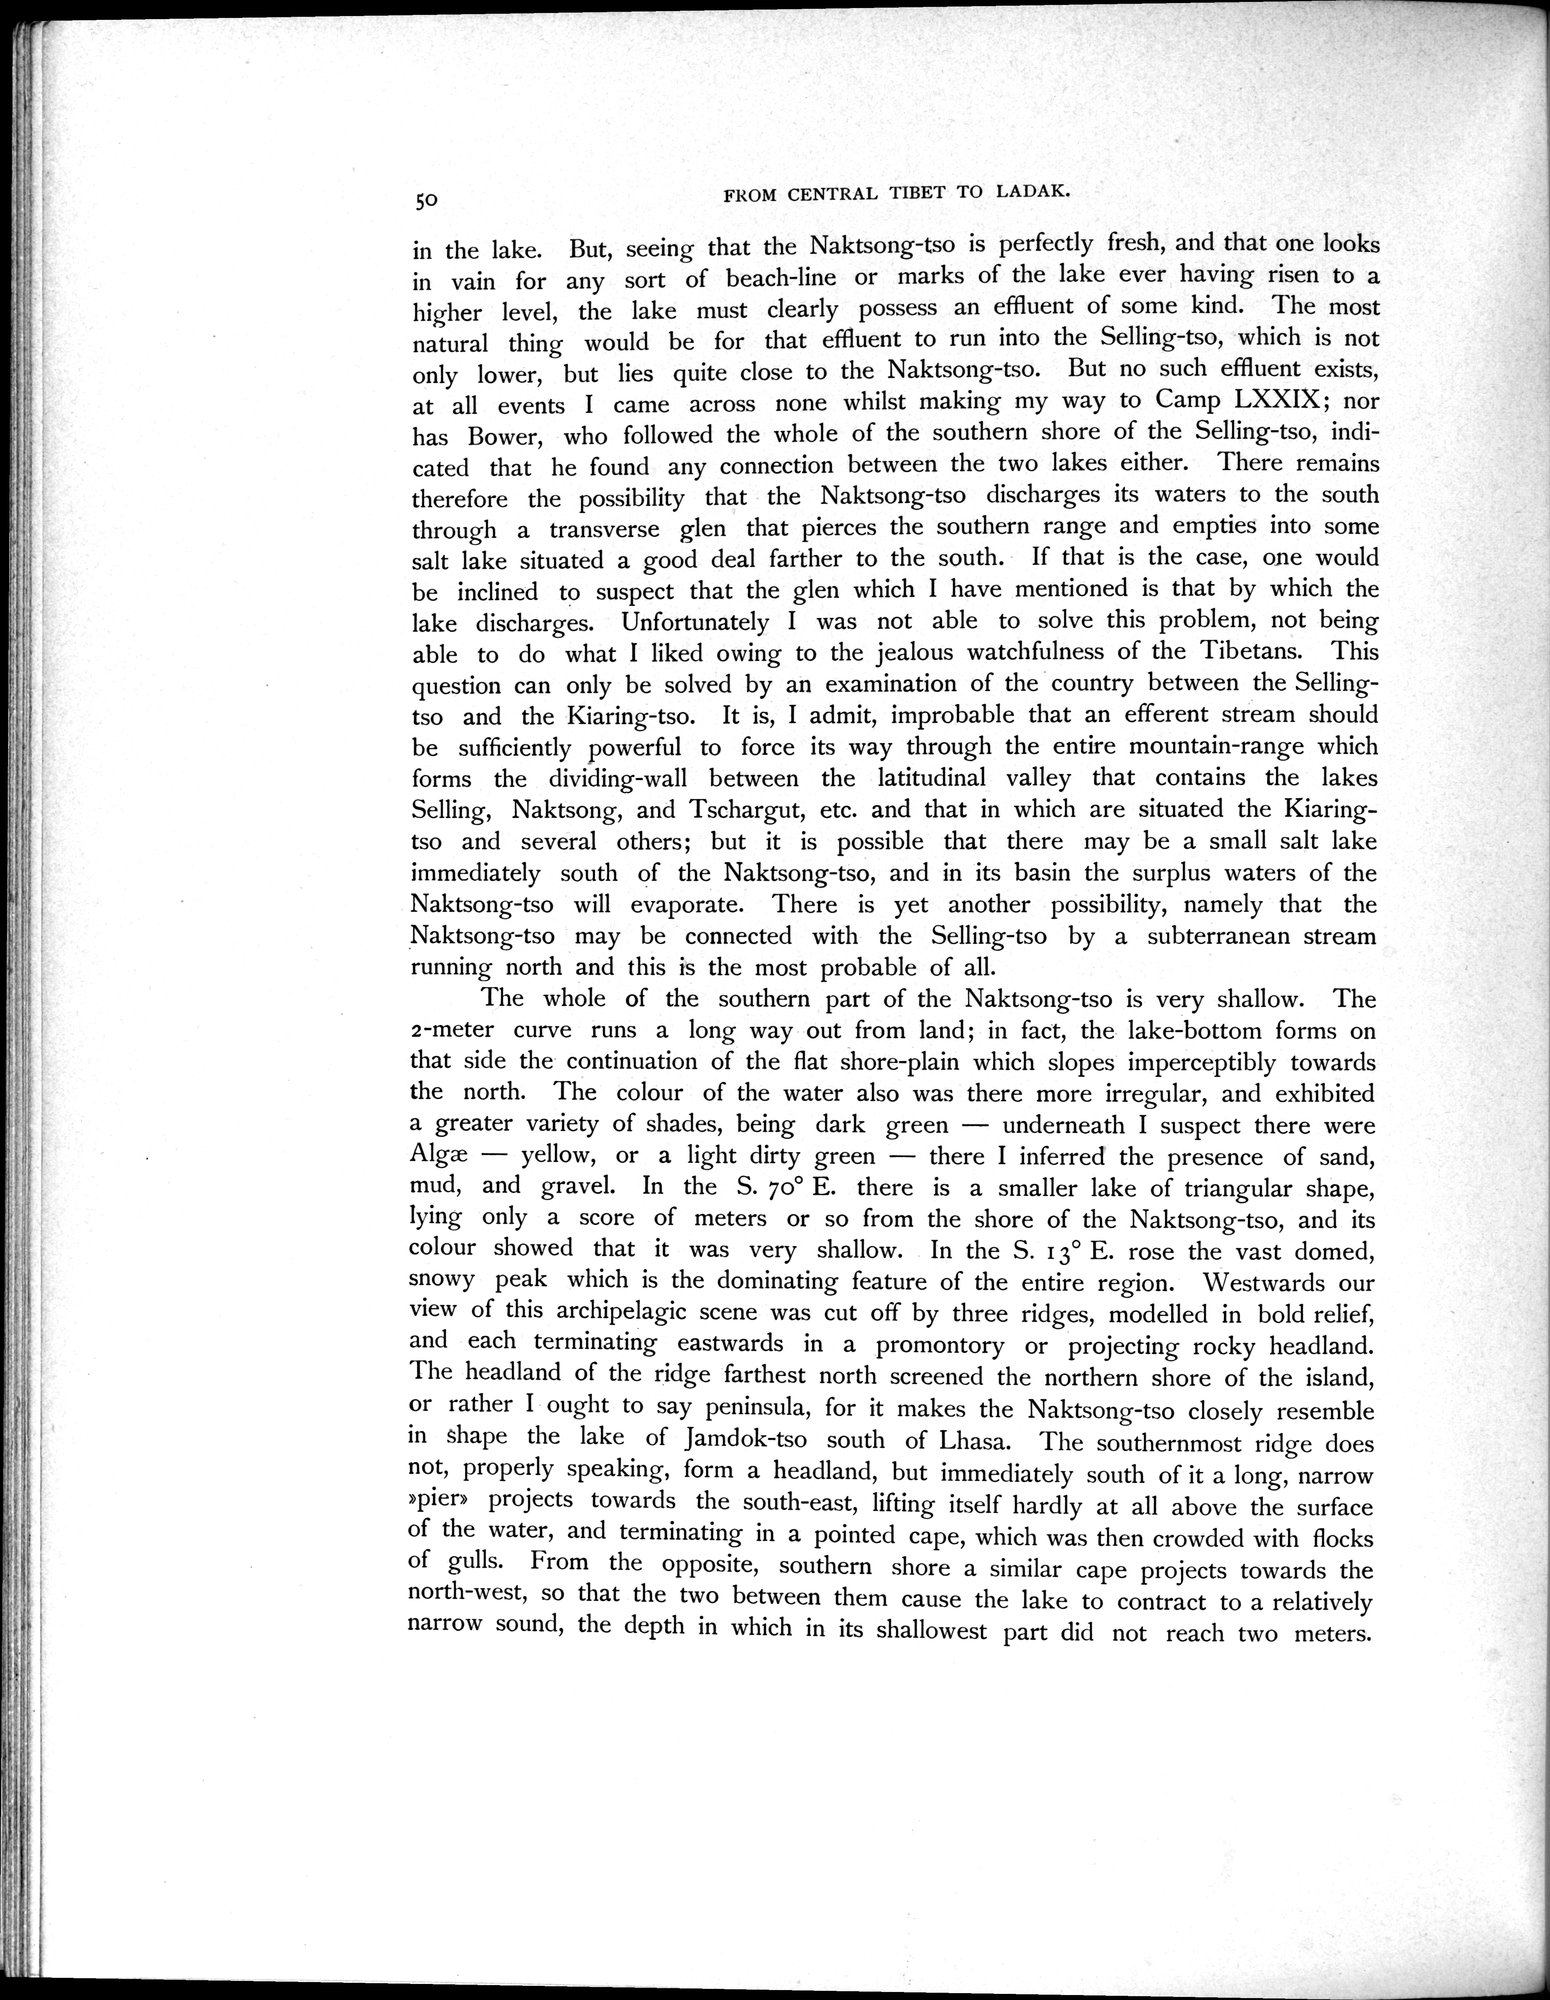 50
FROM CENTRAL TIBET TO LADAK.
in the lake. But, seeing that the Naktsong-tso is perfectly fresh, and that one looks
in vain for any sort of beach-line or marks of the lake ever having risen to a
higher level, the lake must clearly possess an effluent of some kind. The most
natural thing would be for that effluent to run into the Selling-tso, which is not
only lower, but lies quite close to the Naktsong-tso. But no such effluent exists,
at all events I came across none whilst making my way to Camp LXXIX; nor
has Bower, who followed the whole of the southern shore of the Selling-tso, indi-
cated that he found any connection between the two lakes either. There remains
therefore the possibility that the Naktsong-tso discharges its waters to the south
through a transverse glen that pierces the southern range and empties into some
salt lake situated a good deal farther to the south. If that is the case, one would
be inclined to suspect that the glen which I have mentioned is that by which the
lake discharges. Unfortunately I was not able to solve this problem, not being
able to do what I liked owing to the jealous watchfulness of the Tibetans. This
question can only be solved by an examination of the country between the Selling-
tso and the Kiaring-tso. It is, I admit, improbable that an efferent stream should
be sufficiently powerful to force its way through the entire mountain-range which
forms the dividing-wall between the latitudinal valley that contains the lakes
Selling, Naktsong, and Tschargut, etc. and that in which are situated the Kiaring-
tso and several others; but it is possible that there may be a small salt lake
immediately south of the Naktsong-tso, and in its basin the surplus waters of the
Naktsong-tso will evaporate. There is yet another possibility, namely that the
Naktsong-tso may be connected with the Selling-tso by a subterranean stream
running north and this is the most probable of all.
The whole of the southern part of the Naktsong-tso is very shallow. The
2-meter curve runs a long way out from land; in fact, the lake-bottom forms on
that side the continuation of the flat shore-plain which slopes imperceptibly towards
the north. The colour of the water also was there more irregular, and exhibited
a greater variety of shades, being dark green — underneath I suspect there were
Algæ — yellow, or a light dirty green — there I inferred the presence of sand,
mud, and gravel. In the S. 70° E. there is a smaller lake of triangular shape,
lying only a score of meters or so from the shore of the Naktsong-tso, and its
colour showed that it was very shallow. In the S. 13° E. rose the vast domed,
snowy peak which is the dominating feature of the entire region. Westwards our
view of this archipelagic scene was cut off by three ridges, modelled in bold relief,
and each terminating eastwards in a promontory or projecting rocky headland.
The headland of the ridge farthest north screened the northern shore of the island,
or rather I ought to say peninsula, for it makes the Naktsong-tso closely resemble
in shape the lake of Jamdok-tso south of Lhasa. The southernmost ridge does
not, properly speaking, form a headland, but immediately south of it a long, narrow
»pier» projects towards the south-east, lifting itself hardly at all above the surface
of the water, and terminating in a pointed cape, which was then crowded with flocks
of gulls. From the opposite, southern shore a similar cape projects towards the
north-west, so that the two between them cause the lake to contract to a relatively
narrow sound, the depth in which in its shallowest part did not reach two meters.